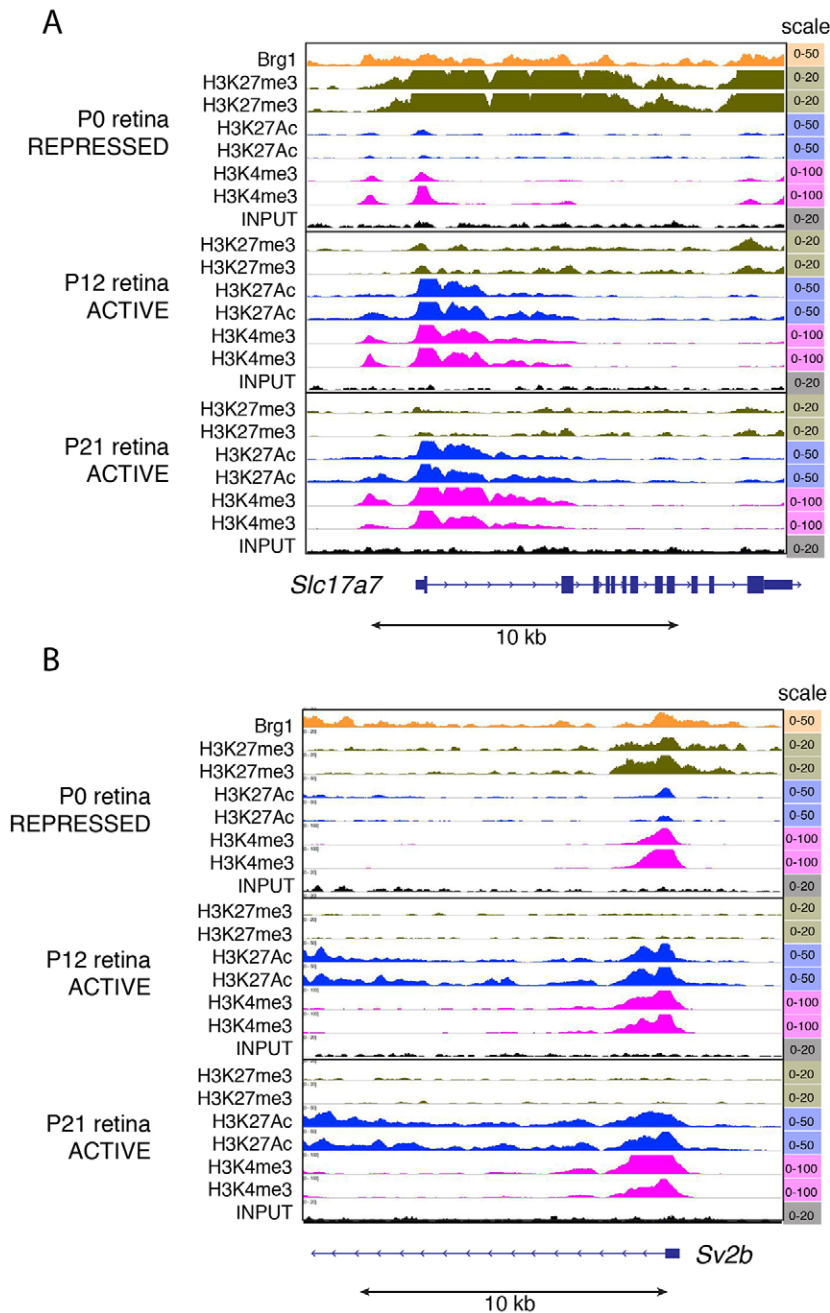 A
scale
Brg1 0-50
H3K27me3 0-20
H3K27me3 0-20
P0 retina
REPRESSED
H3K27Ac 0-50
H3K27Ac 0-50
H3K4me3 0-100
H3K4me3 0-100
INPUT 0-20
H3K27me3 0-20
H3K27me3 0-20
P12 retina
ACTIVE
H3K27Ac 0-50
H3K27Ac 0-50
H3K4me3 0-100
H3K4me3 0-100
INPUT 0-20
H3K27me3 0-20
H3K27me3 0-20
P21 retina
ACTIVE
H3K27Ac 0-50
H3K27Ac 0-50
H3K4me3 0-100
H3K4me3 0-100
INPUT 0-20
Slc17a7
10 kb
B
scale
Brg1 0-50
H3K27me3 0-20
H3K27me3 0-20
P0 retina
REPRESSED
H3K27Ac 0-50
H3K27Ac 0-50
H3K4me3 0-100
H3K4me3 0-100
INPUT 0-20
H3K27me3 0-20
H3K27me3 0-20
P12 retina
ACTIVE
H3K27Ac 0-50
H3K27Ac 0-50
H3K4me3 0-100
H3K4me3 0-100
INPUT 0-20
H3K27me3 0-20
H3K27me3 0-20
P21 retina
ACTIVE
H3K27Ac 0-50
H3K27Ac 0-50
H3K4me3 0-100
H3K4me3 0-100
INPUT 0-20
Sv2b
10 kb